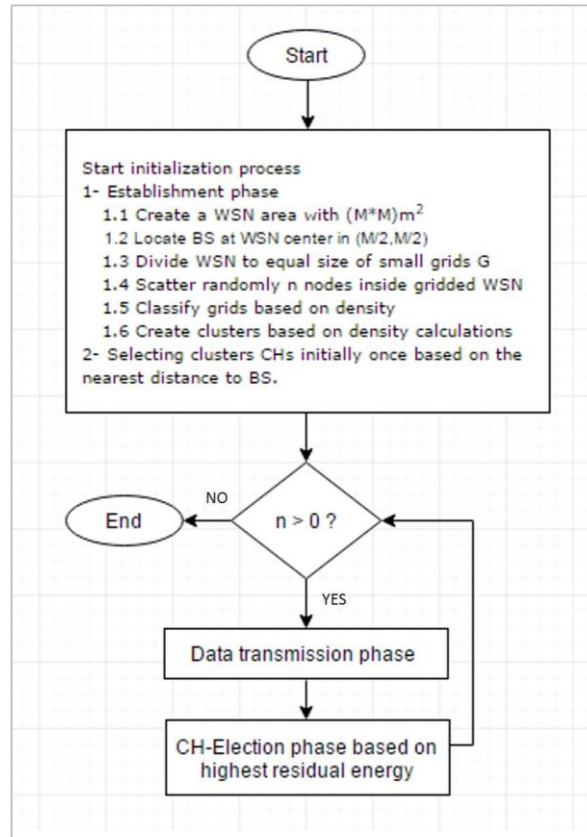 Start
Start initialization process
1- Establishment phase
1.1 Create a WSN area with (M*M)m²
1.2 Locate BS at WSN center in (M/2,M/2)
1.3 Divide WSN to equal size of small grids G
1.4 Scatter randomly n nodes inside gridded WSN
1.5 Classify grids based on density
1.6 Create clusters based on density calculations
2- Selecting clusters CHs initially once based on the
nearest distance to BS.
NO
End
n > 0 ?
YES
Data transmission phase
CH-Election phase based on
highest residual energy